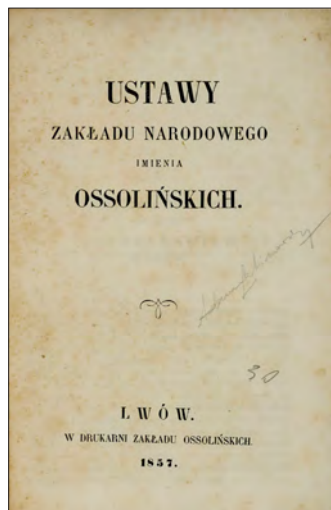 USTAWY
ZAKŁADU NARODOWEGO
IMIENIA
OSSOLIŃSKICH.
30
LWÓW.
W DRUKARNI ZAKŁADU OSSOLIŃSKICH.
1857.